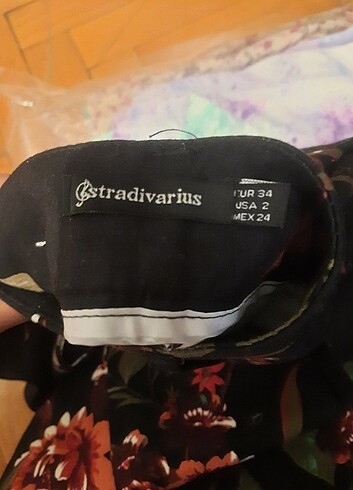 stradivarius
EUR 34
USA 2
MEX 24